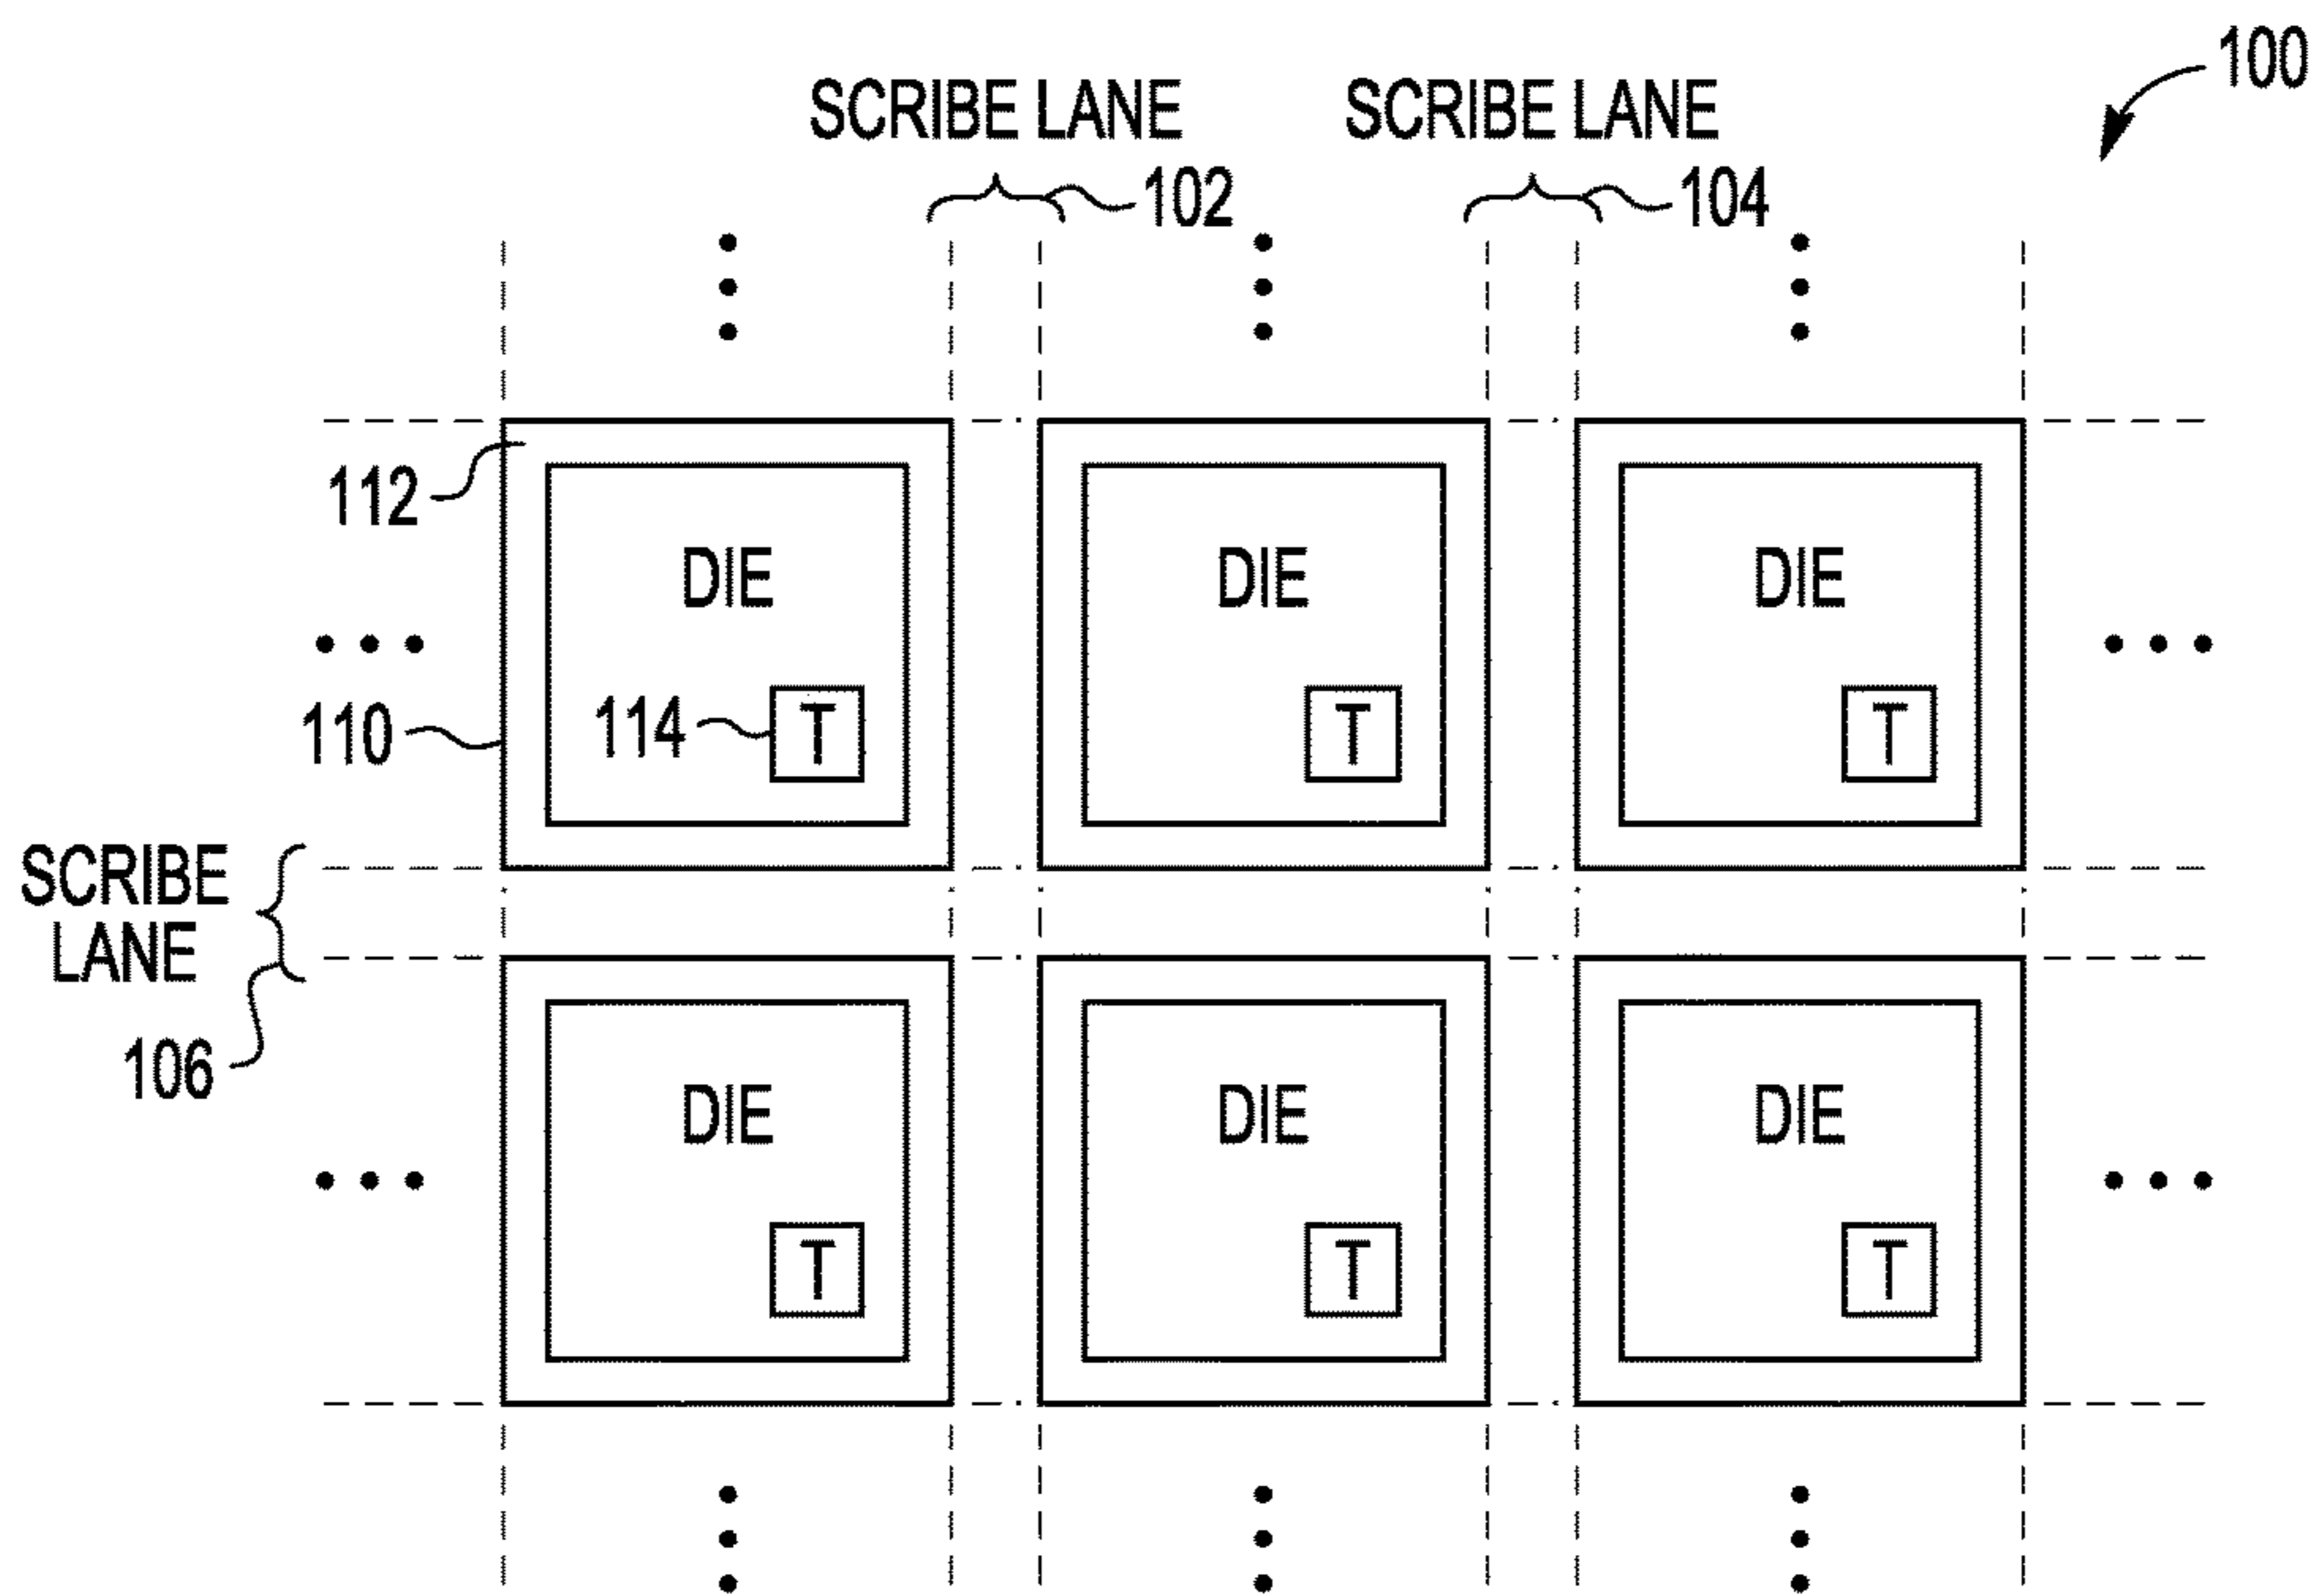 100
SCRIBE LANE SCRIBE LANE
102 104
112
DIE DIE DIE
110 114 T T T
SCRIBE
LANE
106
DIE DIE DIE
T T T